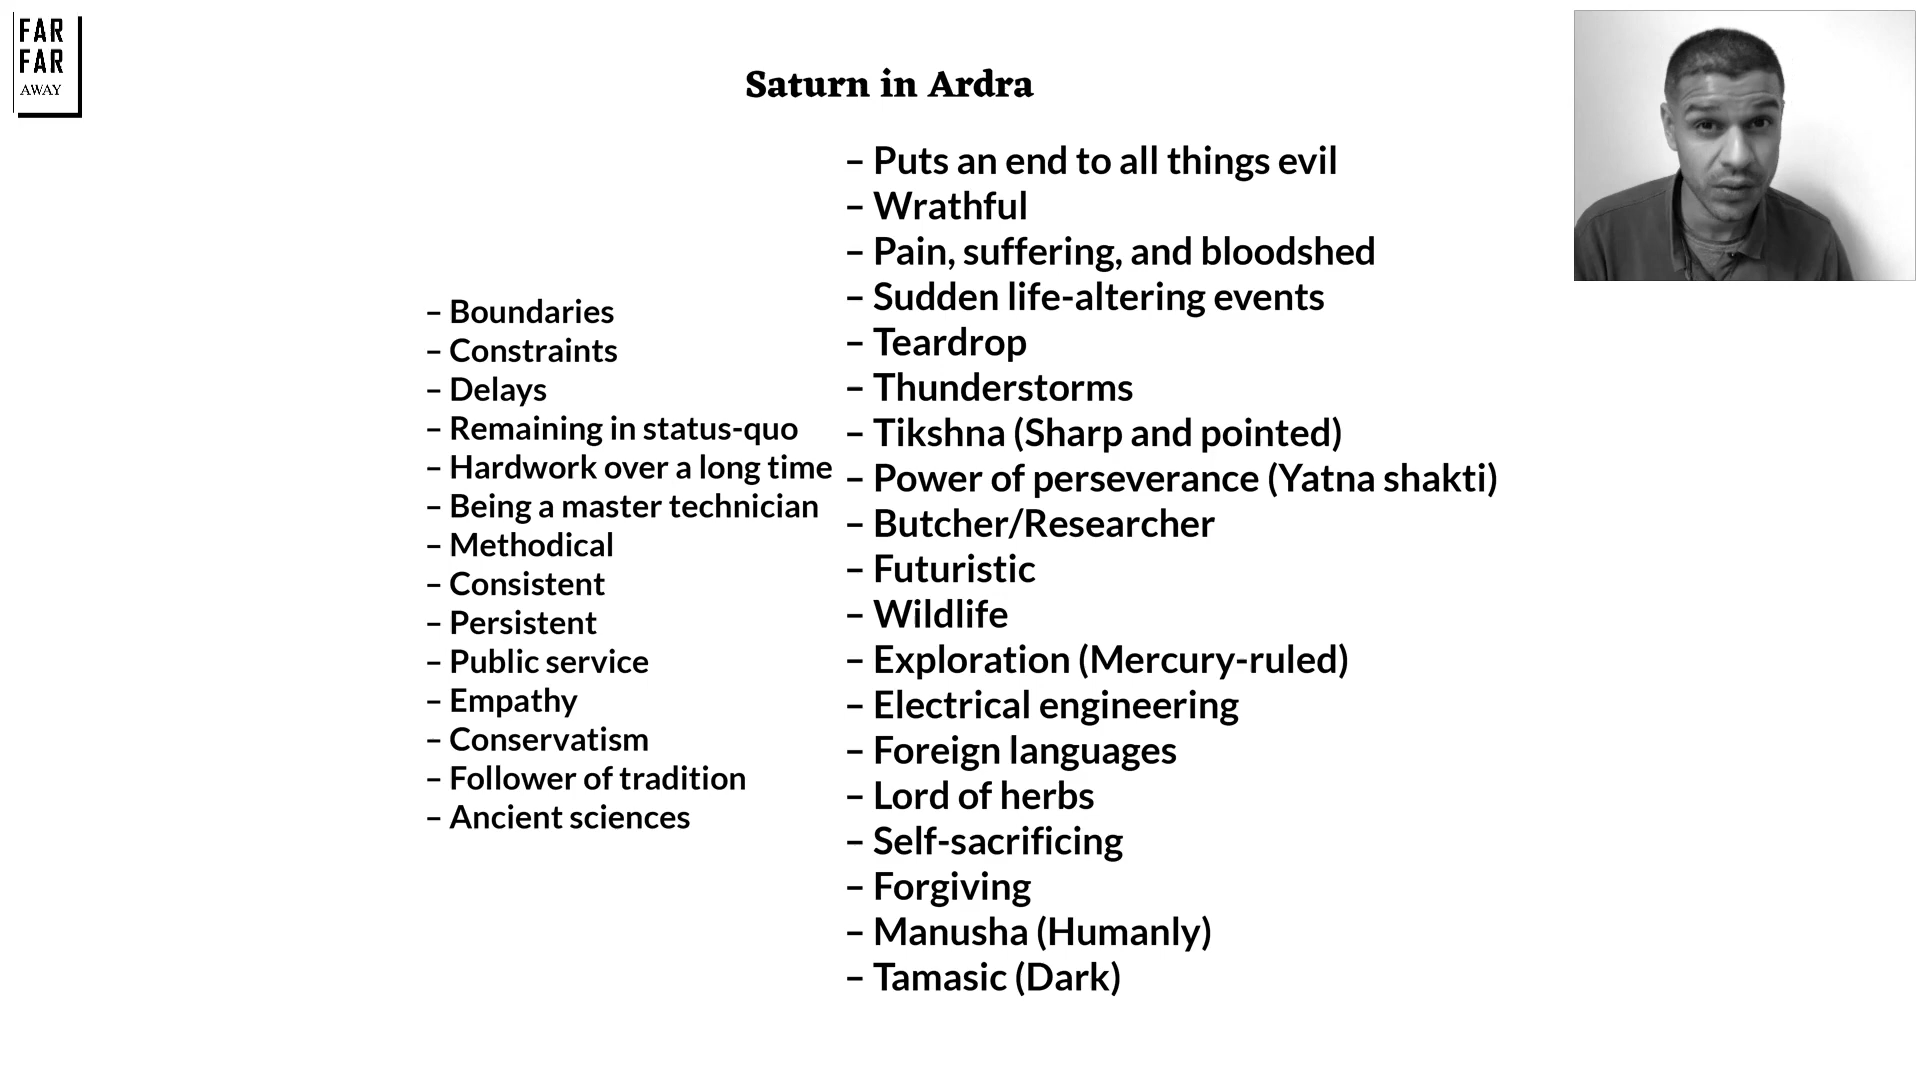 FAR
FAR
AWAY
Saturn in Ardra
– Boundaries
– Constraints
– Delays
– Remaining in status-quo
– Hardwork over a long time
– Being a master technician
– Methodical
– Consistent
– Persistent
– Public service
– Empathy
– Conservatism
– Follower of tradition
– Ancient sciences
– Puts an end to all things evil
– Wrathful
– Pain, suffering, and bloodshed
– Sudden life-altering events
– Teardrop
– Thunderstorms
– Tikshna (Sharp and pointed)
– Power of perseverance (Yatna shakti)
– Butcher/Researcher
– Futuristic
– Wildlife
– Exploration (Mercury-ruled)
– Electrical engineering
– Foreign languages
– Lord of herbs
– Self-sacrificing
– Forgiving
– Manusha (Humanly)
– Tamasic (Dark)